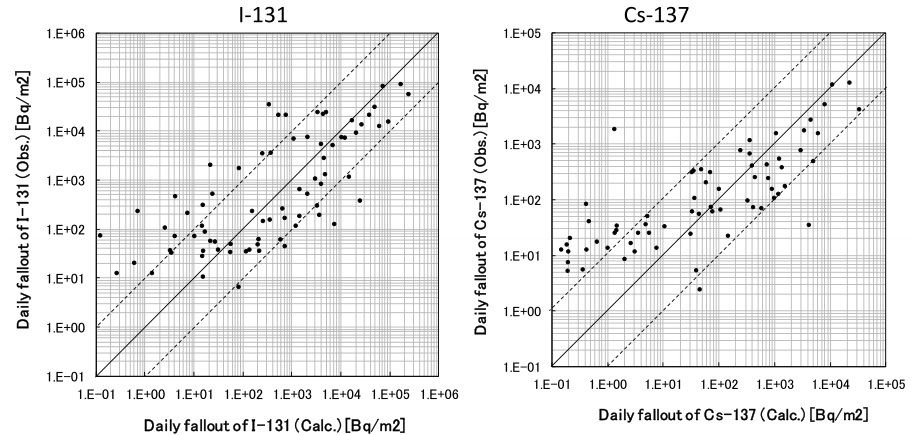 I-131
Cs-137
Daily fallout of I-131 (Obs.) [Bq/m2]
1.E+06
1.E+05
1.E+04
1.E+03
1.E+02
1.E+01
1.E+00
1.E-01
1.E-01 1.E+00 1.E+01 1.E+02 1.E+03 1.E+04 1.E+05 1.E+06
Daily fallout of I-131 (Calc.) [Bq/m2]
Daily fallout of Cs-137 (Obs.) [Bq/m2]
1.E+05
1.E+04
1.E+03
1.E+02
1.E+01
1.E+00
1.E-01
1.E-01 1.E+00 1.E+01 1.E+02 1.E+03 1.E+04 1.E+05
Daily fallout of Cs-137 (Calc.) [Bq/m2]